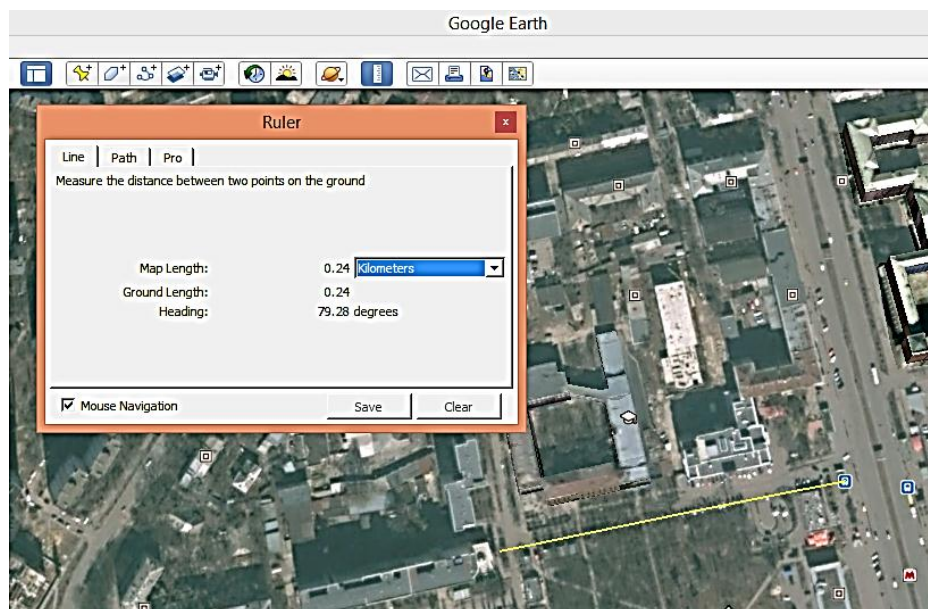 Google Earth
Ruler
x
Line Path Pro
Measure the distance between two points on the ground
Map Length: 0.24 Kilometers
Ground Length: 0.24
Heading: 79.28 degrees
Mouse Navigation Save Clear
M